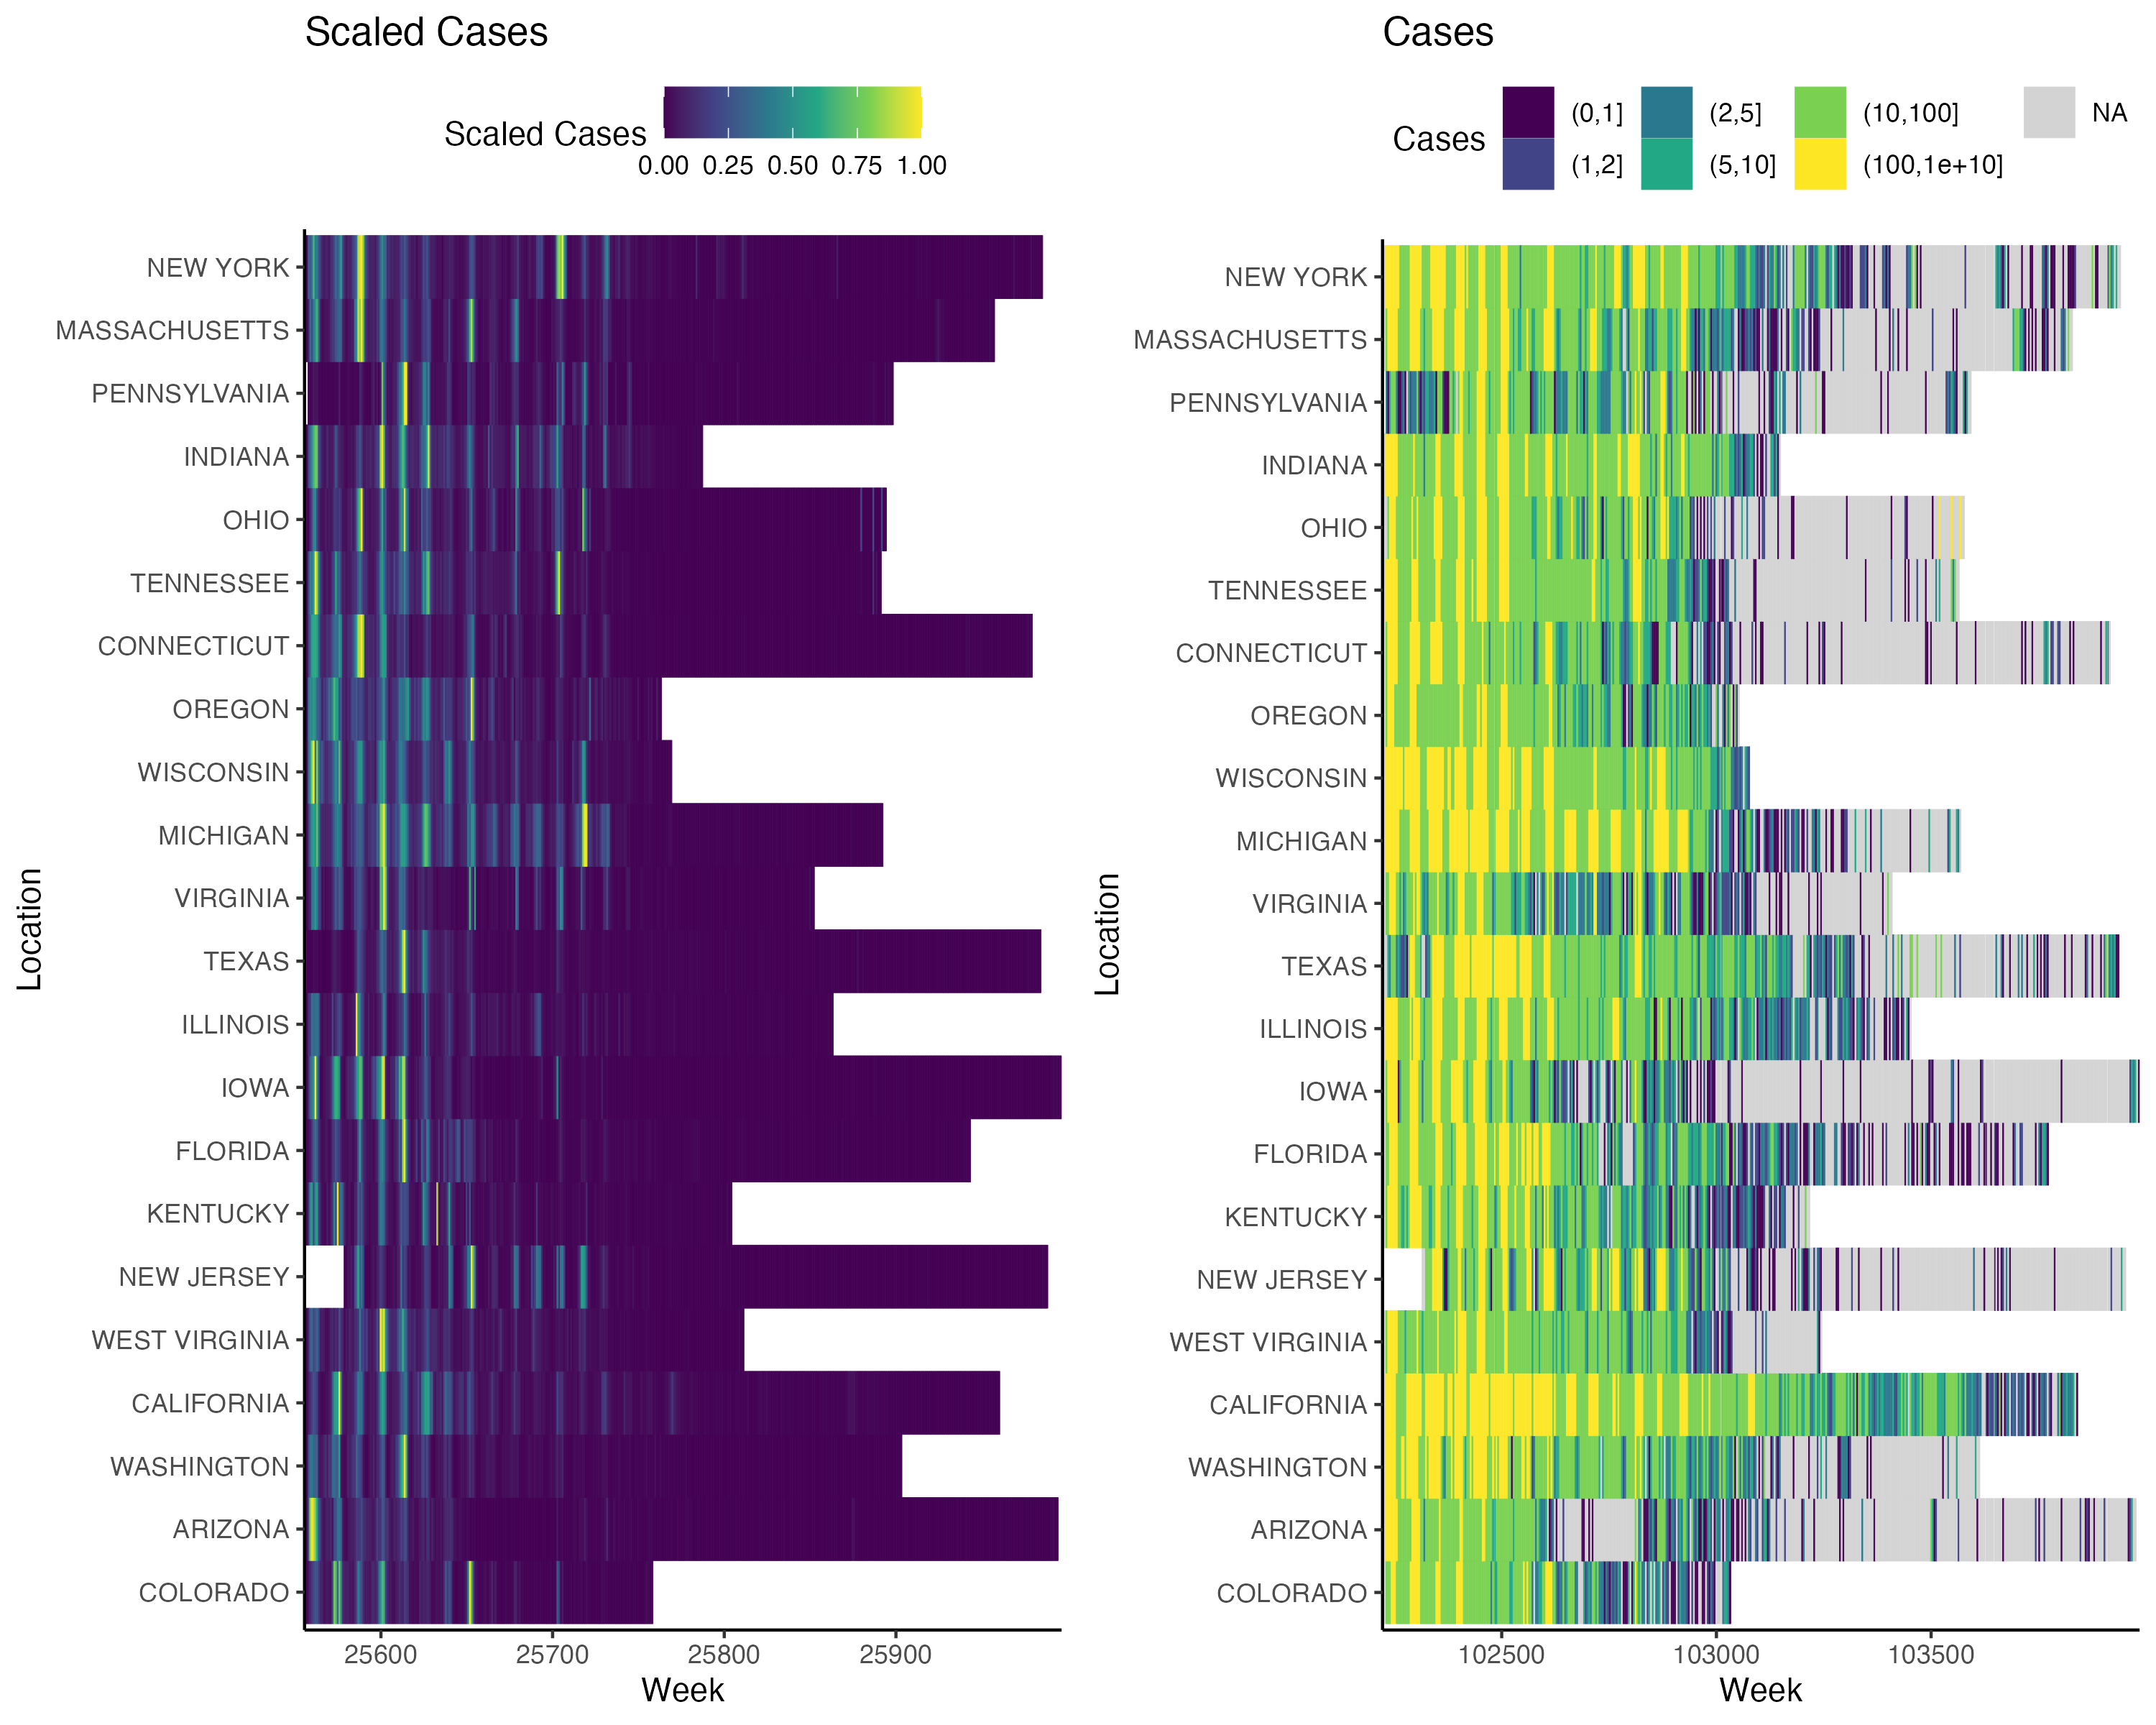 Scaled Cases
Scaled Cases
0.00 0.25 0.50 0.75 1.00
NEW YORK
MASSACHUSETTS
PENNSYLVANIA
INDIANA
OHIO
TENNESSEE
CONNECTICUT
OREGON
WISCONSIN
MICHIGAN
VIRGINIA
TEXAS
ILLINOIS
IOWA
FLORIDA
KENTUCKY
NEW JERSEY
WEST VIRGINIA
CALIFORNIA
WASHINGTON
ARIZONA
COLORADO
Location
25600 25700 25800 25900
Week
Cases
Cases
(0,1] (2,5] (10,100] NA
(1,2] (5,10] (100,1e+10]
NEW YORK
MASSACHUSETTS
PENNSYLVANIA
INDIANA
OHIO
TENNESSEE
CONNECTICUT
OREGON
WISCONSIN
MICHIGAN
VIRGINIA
TEXAS
ILLINOIS
IOWA
FLORIDA
KENTUCKY
NEW JERSEY
WEST VIRGINIA
CALIFORNIA
WASHINGTON
ARIZONA
COLORADO
Location
102500 103000 103500
Week